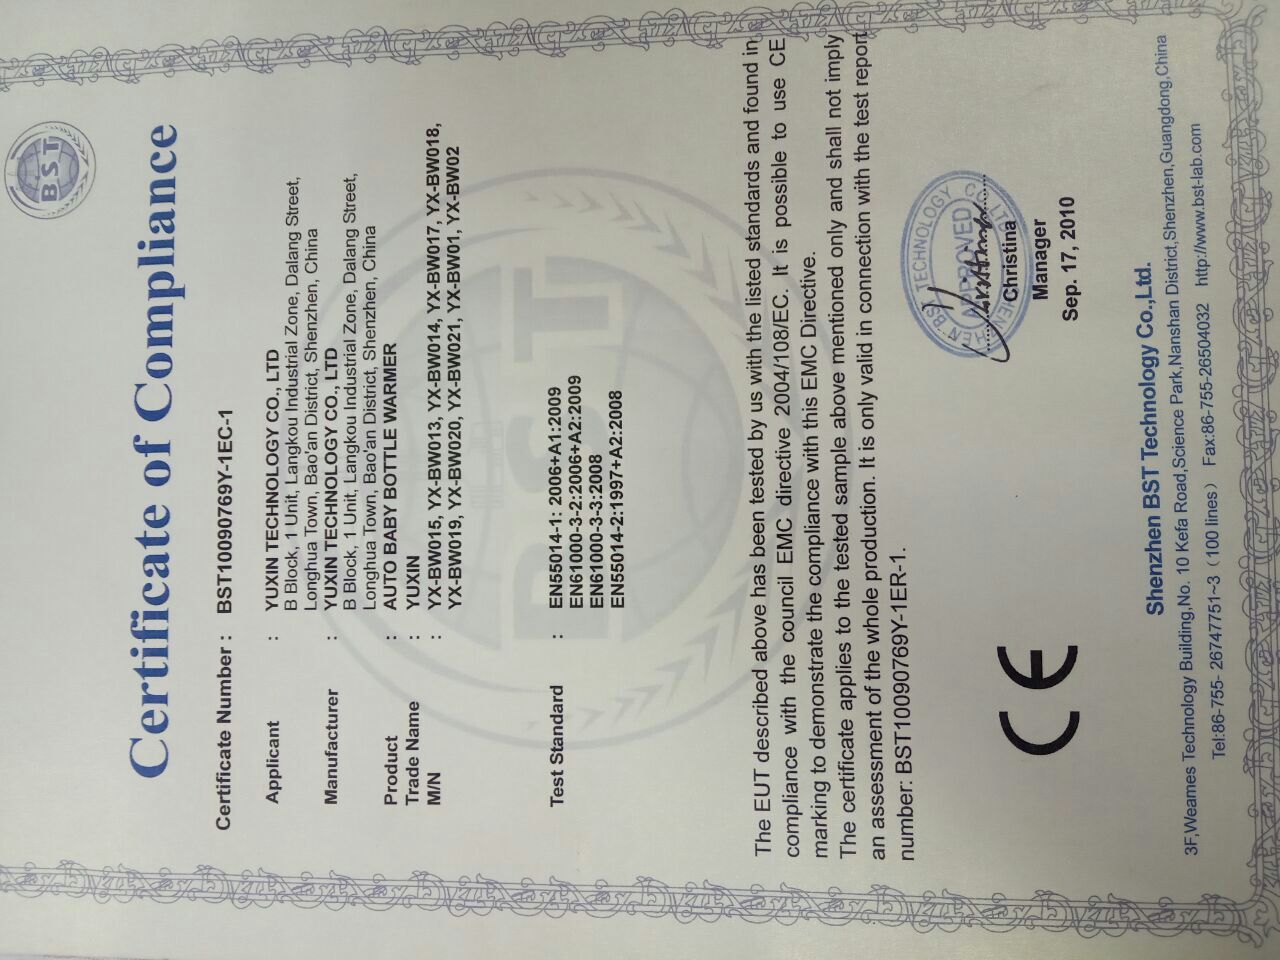 BST
Certificate of Compliance
Certificate Number : BST10090769Y-1EC-1
Applicant : YUXIN TECHNOLOGY CO., LTD
B Block, 1 Unit, Langkou Industrial Zone, Dalang Street,
Longhua Town, Bao'an District, Shenzhen, China
Manufacturer : YUXIN TECHNOLOGY CO., LTD
B Block, 1 Unit, Langkou Industrial Zone, Dalang Street,
Longhua Town, Bao'an District, Shenzhen, China
Product : AUTO BABY BOTTLE WARMER
Trade Name : YUXIN
M/N : YX-BW015, YX-BW013, YX-BW014, YX-BW017, YX-BW018,
YX-BW019, YX-BW020, YX-BW021, YX-BW01, YX-BW02
BST
Test Standard : EN55014-1: 2006+A1:2009
EN61000-3-2:2006+A2:2009
EN61000-3-3:2008
EN55014-2:1997+A2:2008
The EUT described above has been tested by us with the listed standards and found in
compliance with the council EMC directive 2004/108/EC. It is possible to use CE
marking to demonstrate the compliance with this EMC Directive.
The certificate applies to the tested sample above mentioned only and shall not imply
an assessment of the whole production. It is only valid in connection with the test report
number: BST10090769Y-1ER-1.
BST TECHNOLOGY CO., LTD
APPROVED
Christina
Manager
Sep. 17, 2010
CE
Shenzhen BST Technology Co.,Ltd.
3F,Weames Technology Building,No. 10 Kefa Road,Science Park,Nanshan District,Shenzhen,Guangdong,China
Tel:86-755- 26747751~3（100 lines） Fax:86-755-26504032 http://www.bst-lab.com